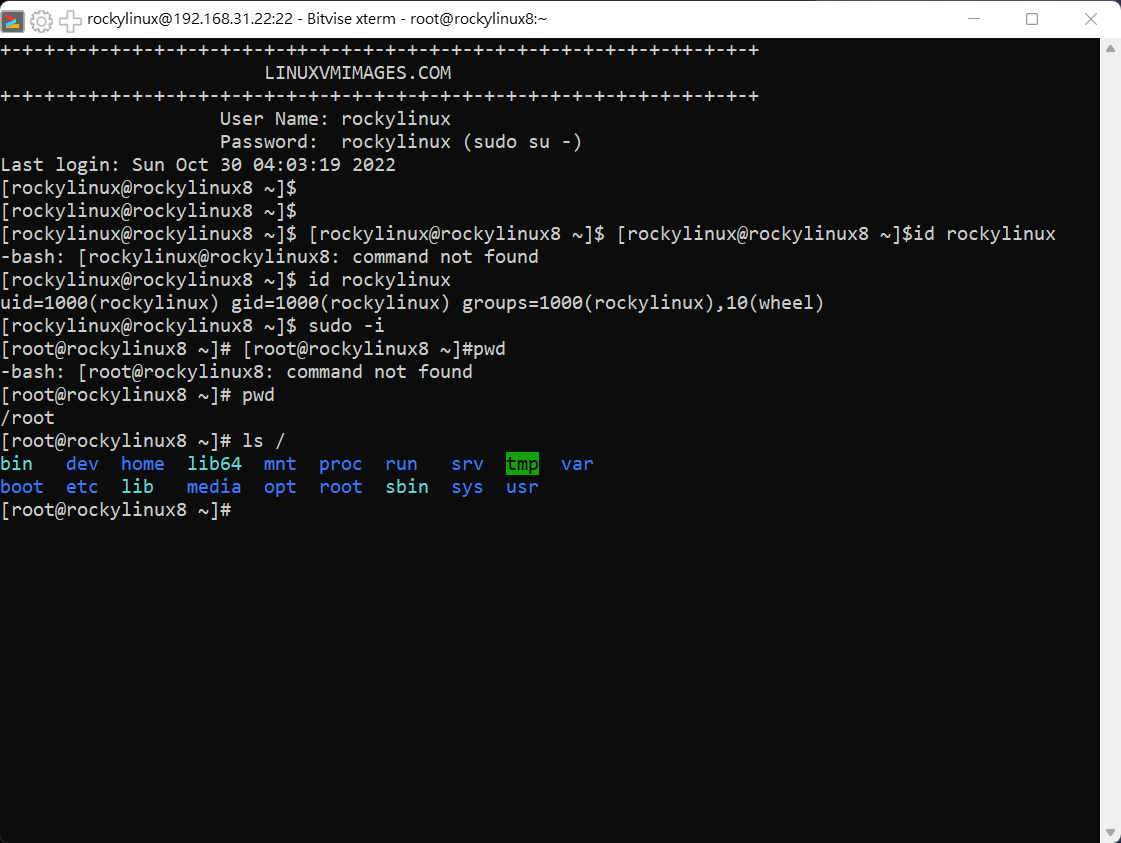 rockylinux@192.168.31.22:22 - Bitvise xterm - root@rockylinux8:~
+-+-+-+-+-+-+-+-+-+-+-+-++-+-+-+-+-+-+-+-+-+-+-+-+-+-+-+-+-++-+-+-+
                        LINUXVMIMAGES.COM
+-+-+-+-+-+-+-+-+-+-+-+-+-+-+-+-+-+-+-+-+-+-+-+-+-+-+-+-+-+-+-+-+-+-+
                    User Name: rockylinux
                    Password:  rockylinux (sudo su -)
Last login: Sun Oct 30 04:03:19 2022
[rockylinux@rockylinux8 ~]$
[rockylinux@rockylinux8 ~]$
[rockylinux@rockylinux8 ~]$ [rockylinux@rockylinux8 ~]$ [rockylinux@rockylinux8 ~]$id rockylinux
-bash: [rockylinux@rockylinux8: command not found
[rockylinux@rockylinux8 ~]$ id rockylinux
uid=1000(rockylinux) gid=1000(rockylinux) groups=1000(rockylinux),10(wheel)
[rockylinux@rockylinux8 ~]$ sudo -i
[root@rockylinux8 ~]# [root@rockylinux8 ~]#pwd
-bash: [root@rockylinux8: command not found
[root@rockylinux8 ~]# pwd
/root
[root@rockylinux8 ~]# ls /
bin   dev  home  lib64  mnt  proc  run   srv  tmp  var
boot  etc  lib   media  opt  root  sbin  sys  usr
[root@rockylinux8 ~]#